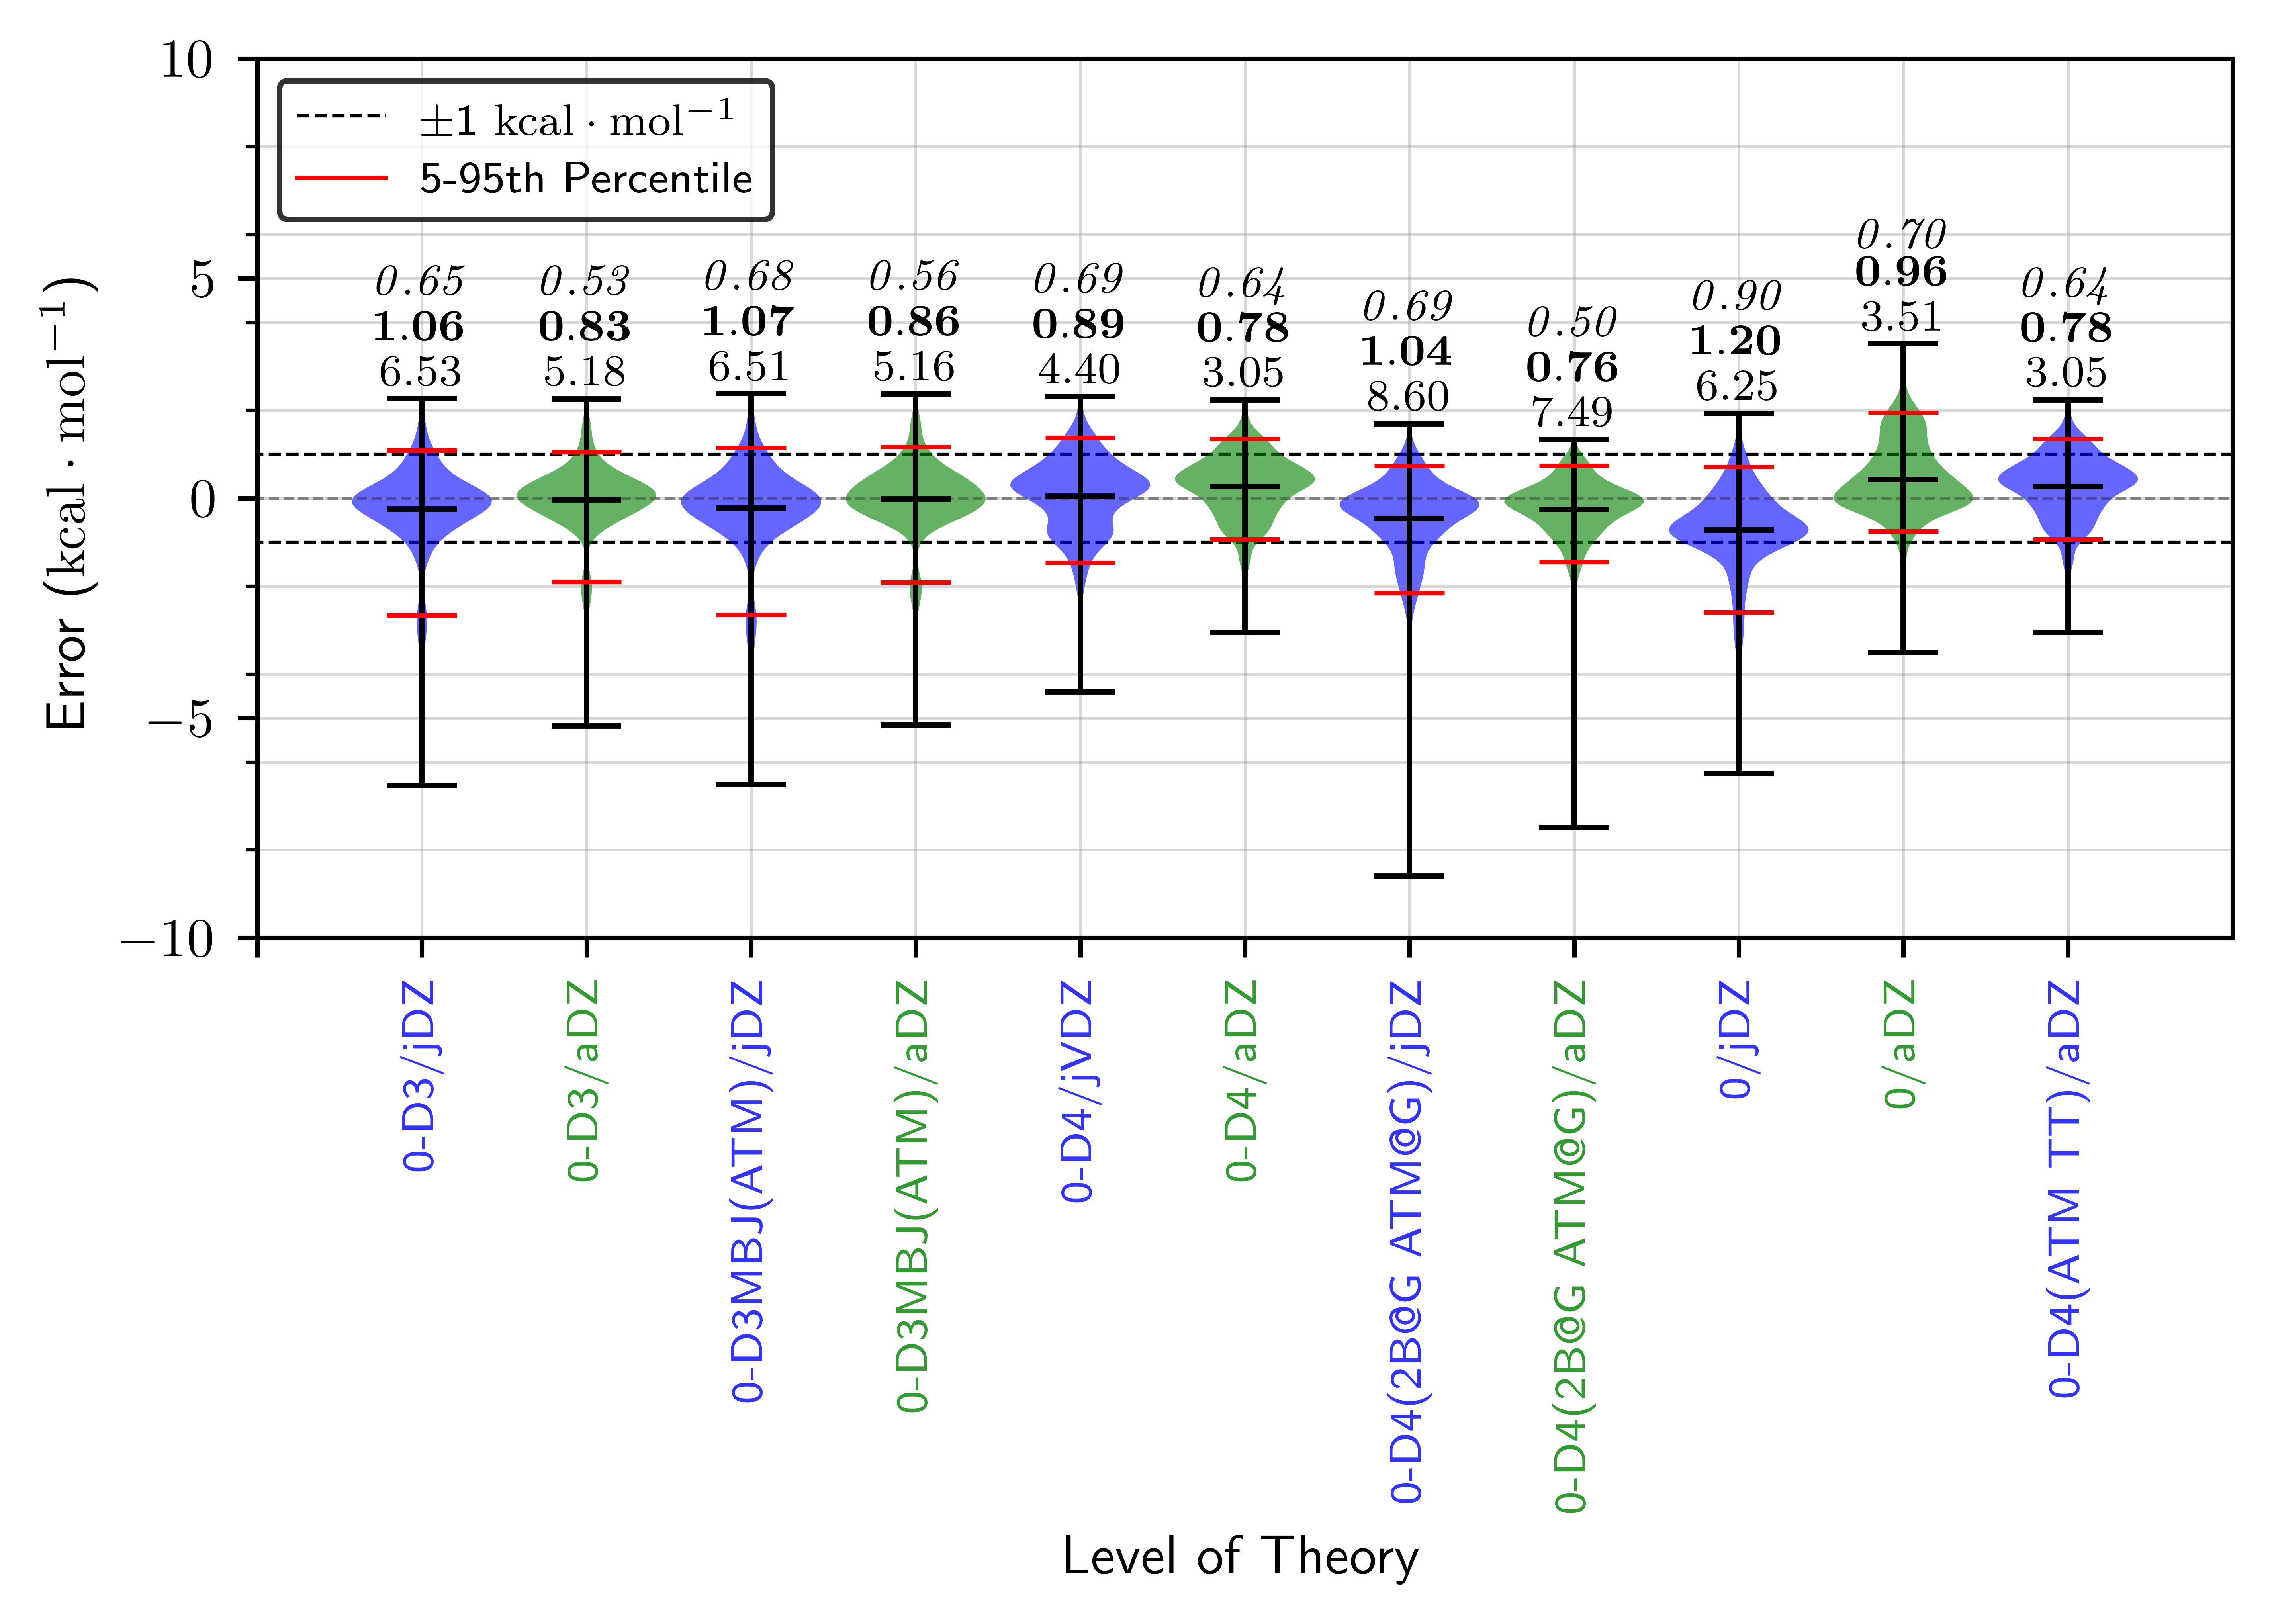 10
5
0
−5
−10
Error (kcal · mol⁻¹)
±1 kcal · mol⁻¹
5-95th Percentile
0.65
1.06
6.53
0.53
0.83
5.18
0.68
1.07
6.51
0.56
0.86
5.16
0.69
0.89
4.40
0.64
0.78
3.05
0.69
1.04
8.60
0.50
0.76
7.49
0.90
1.20
6.25
0.70
0.96
3.51
0.64
0.78
3.05
0-D3/jDZ
0-D3/aDZ
0-D3MBJ(ATM)/jDZ
0-D3MBJ(ATM)/aDZ
0-D4/jVDZ
0-D4/aDZ
0-D4(2B@G ATM@G)/jDZ
0-D4(2B@G ATM@G)/aDZ
0/jDZ
0/aDZ
0-D4(ATM TT)/aDZ
Level of Theory